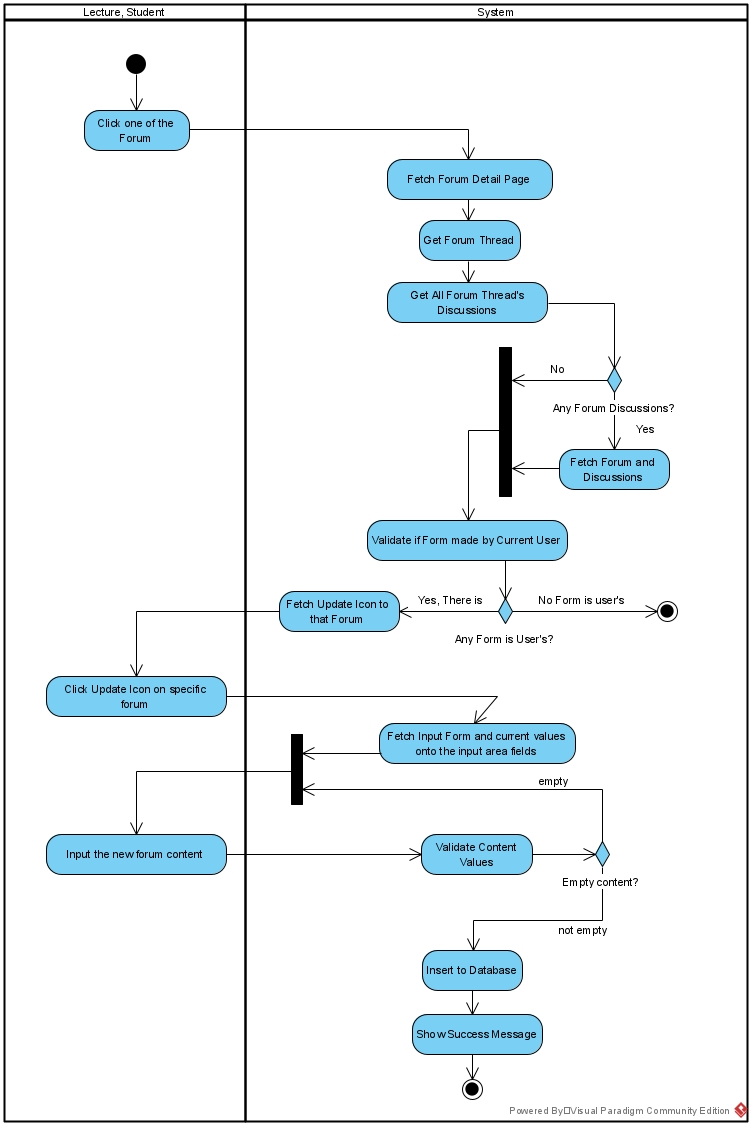 Lecture, Student
System
Click one of the
Forum
Fetch Forum Detail Page
Get Forum Thread
Get All Forum Thread's
Discussions
No
Any Forum Discussions?
Yes
Fetch Forum and
Discussions
Validate if Form made by Current User
Fetch Update Icon to
that Forum
Yes, There is
No Form is user's
Any Form is User's?
Click Update Icon on specific
forum
Fetch Input Form and current values
onto the input area fields
empty
Input the new forum content
Validate Content
Values
Empty content?
not empty
Insert to Database
Show Success Message
Powered By Visual Paradigm Community Edition